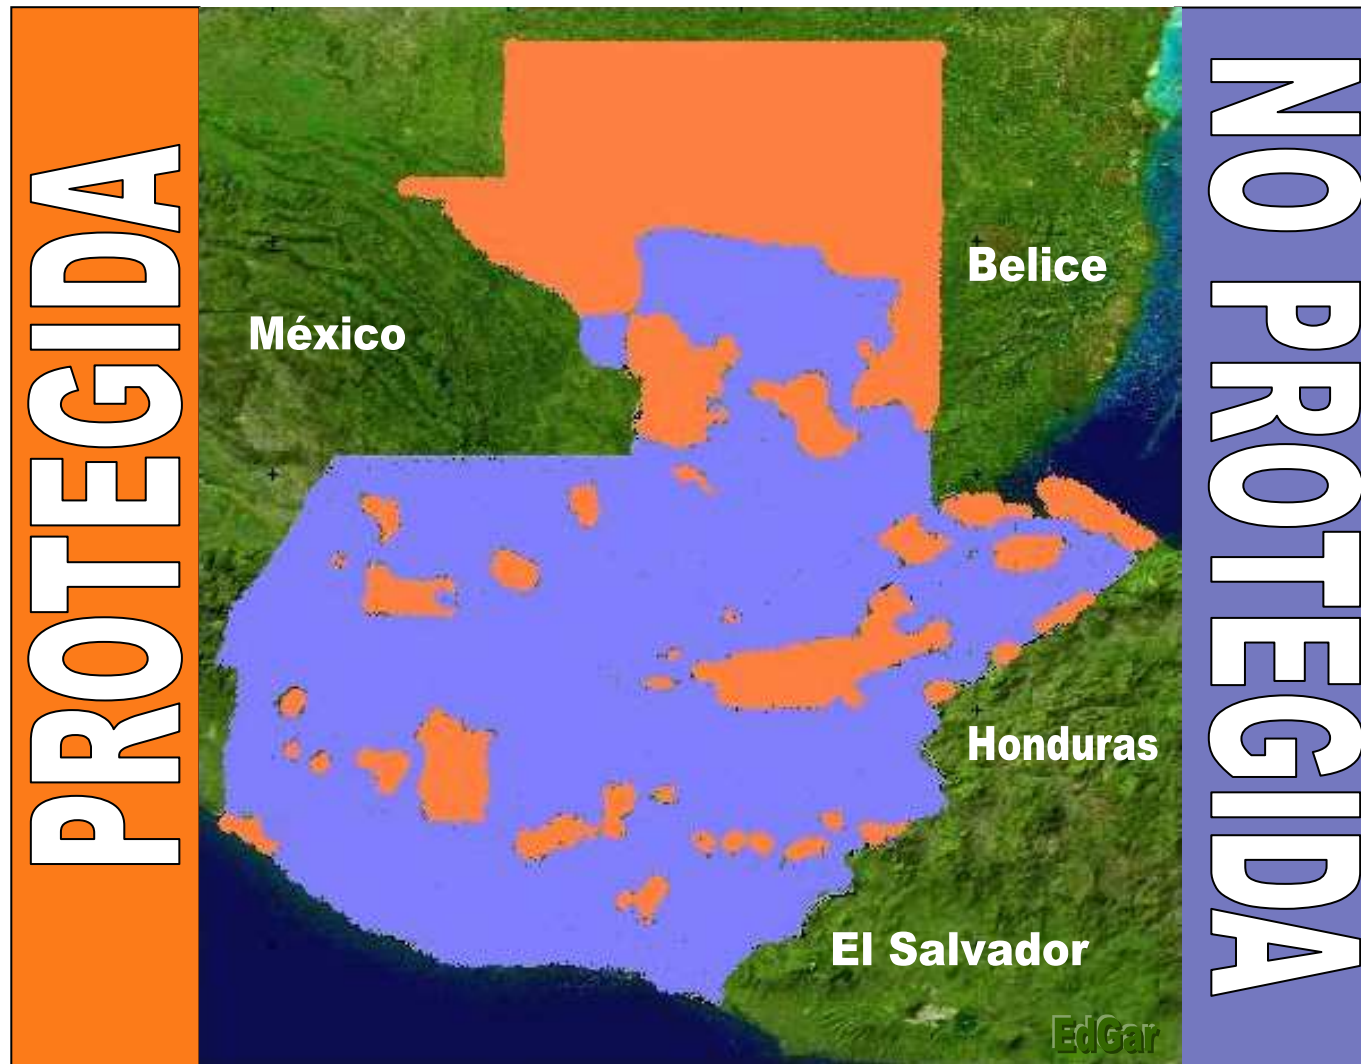 PROTEGIDA
NO PROTEGIDA
Belice
México
Honduras
El Salvador
EdGar